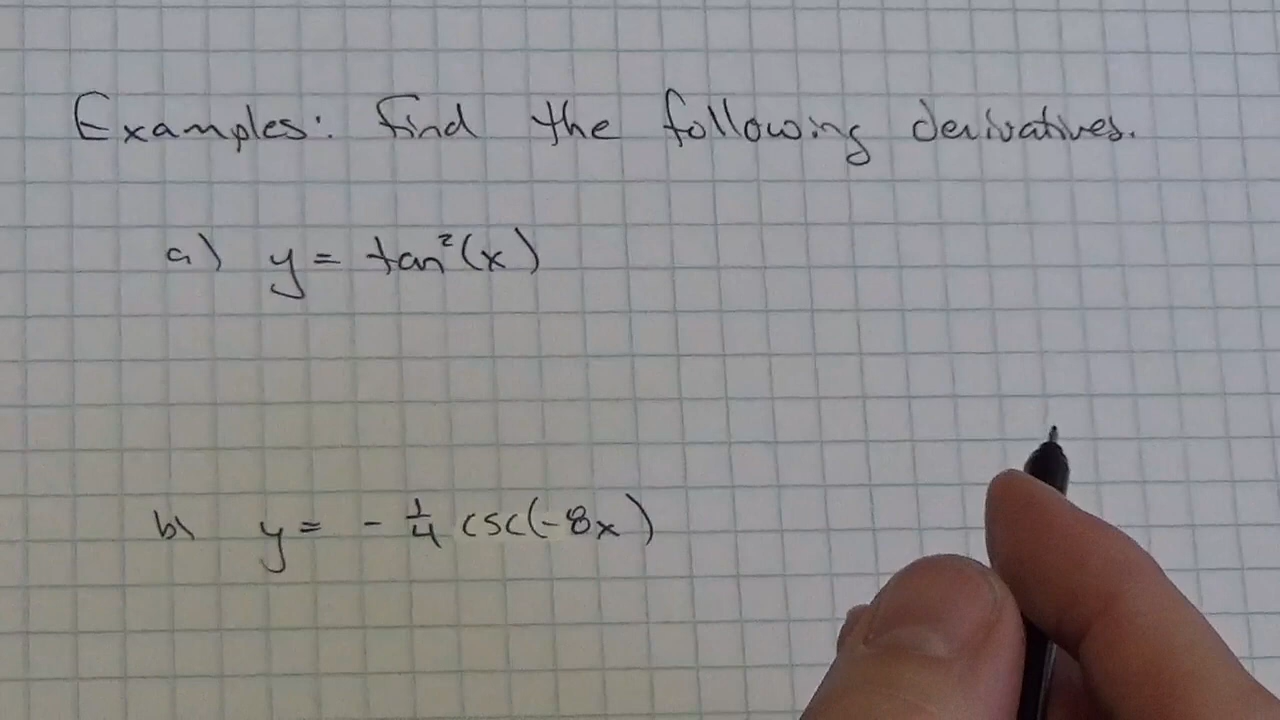 Examples: Find the following derivatives.
a) y = tan²(x)
b) y = - 1/4 csc(-8x)